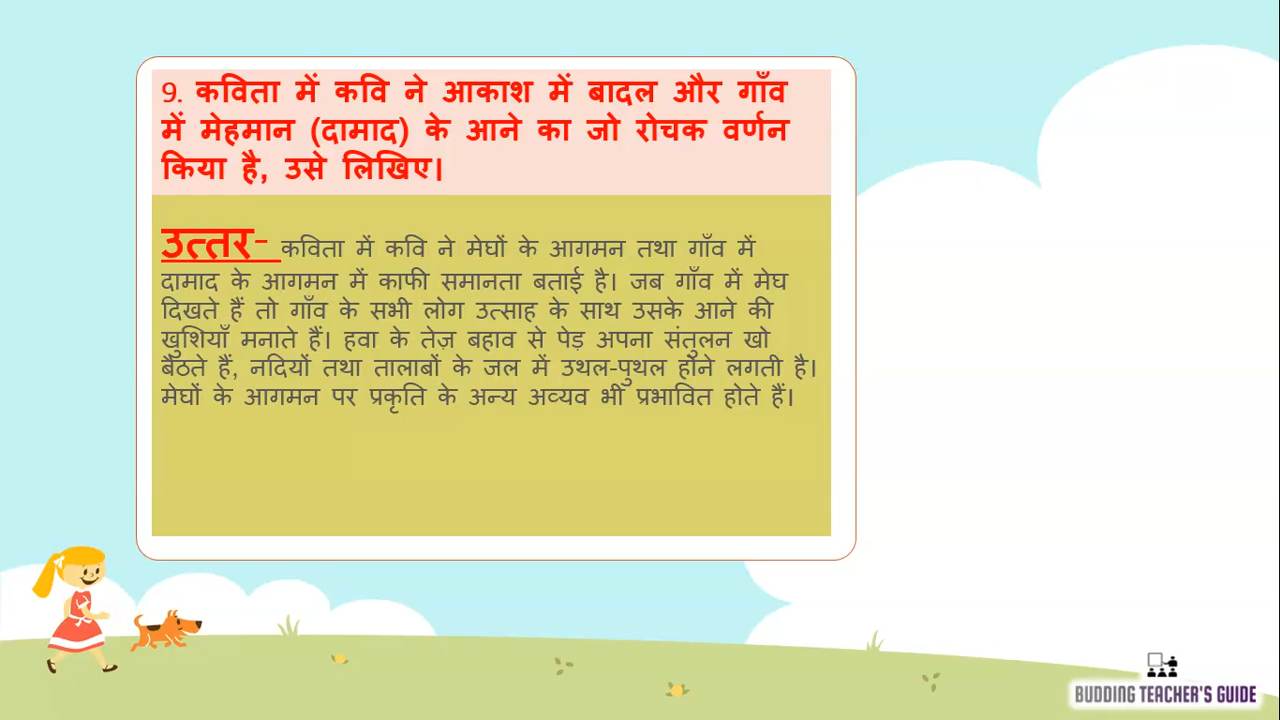 9. कविता में कवि ने आकाश में बादल और गाँव
में मेहमान (दामाद) के आने का जो रोचक वर्णन
किया है, उसे लिखिए।
उत्तर- कविता में कवि ने मेघों के आगमन तथा गाँव में
दामाद के आगमन में काफी समानता बताई है। जब गाँव में मेघ
दिखते हैं तो गाँव के सभी लोग उत्साह के साथ उसके आने की
खुशियाँ मनाते हैं। हवा के तेज़ बहाव से पेड़ अपना संतुलन खो
बैठते हैं, नदियों तथा तालाबों के जल में उथल-पुथल होने लगती है।
मेघों के आगमन पर प्रकृति के अन्य अव्यव भी प्रभावित होते हैं।
BUDDING TEACHER'S GUIDE